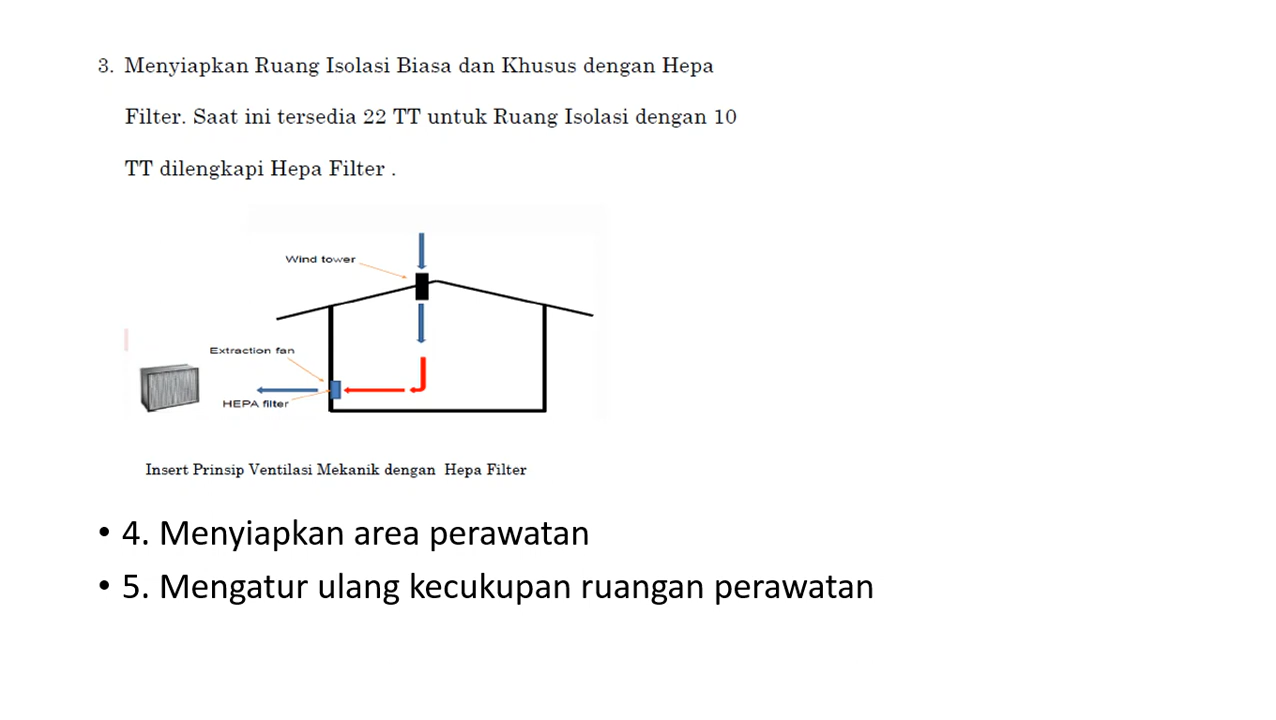 3. Menyiapkan Ruang Isolasi Biasa dan Khusus dengan Hepa
Filter. Saat ini tersedia 22 TT untuk Ruang Isolasi dengan 10
TT dilengkapi Hepa Filter .
Wind tower
Extraction fan
HEPA filter
Insert Prinsip Ventilasi Mekanik dengan Hepa Filter
• 4. Menyiapkan area perawatan
• 5. Mengatur ulang kecukupan ruangan perawatan